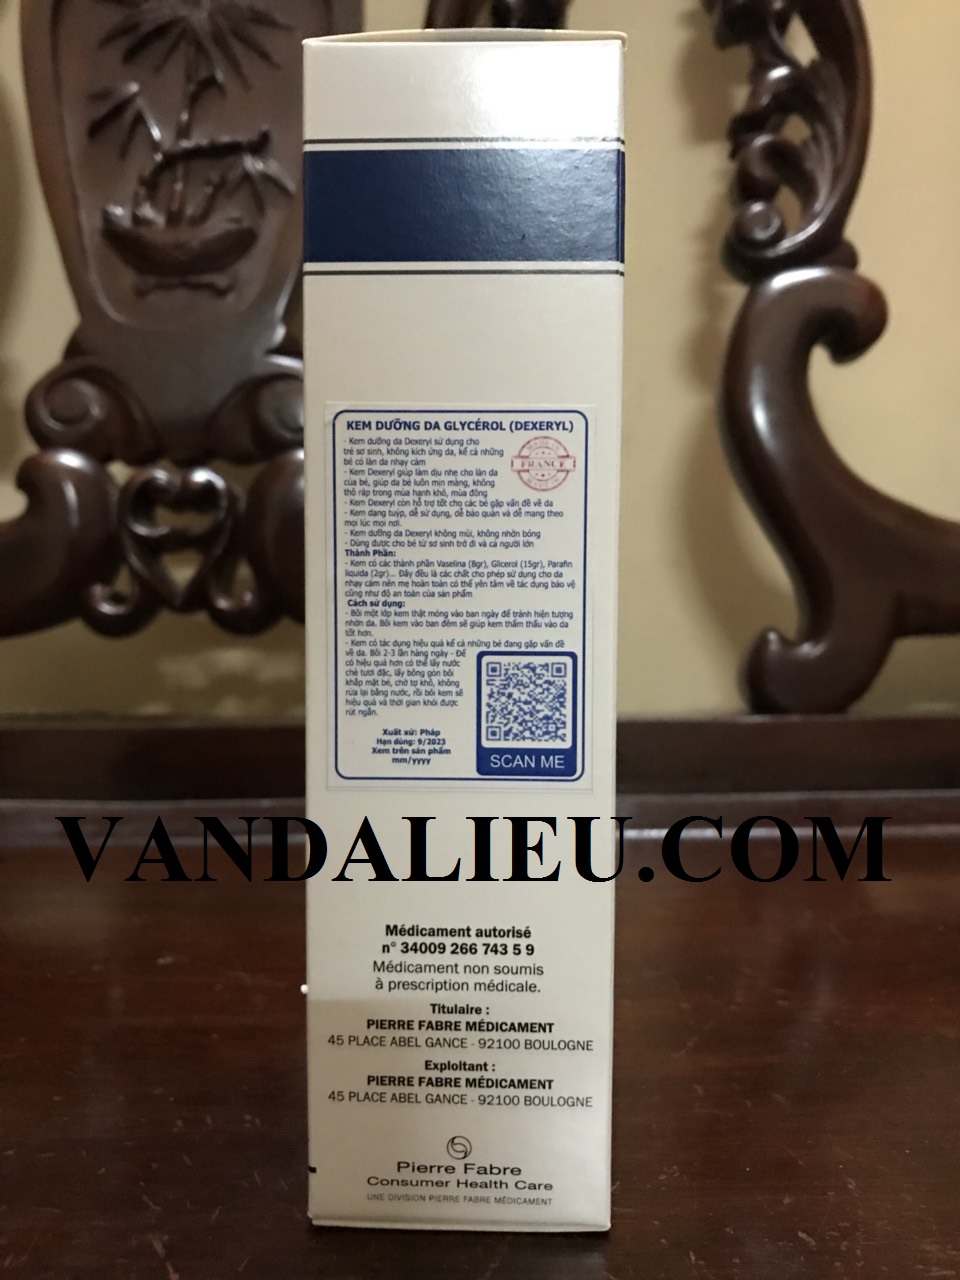 KEM DƯỠNG DA GLYCÉROL (DEXERYL)
- Kem dưỡng da Dexeryl sử dụng cho
trẻ sơ sinh, không kích ứng da, kể cả những
bé có làn da nhạy cảm
- Kem Dexeryl giúp làm dịu nhẹ cho làn da
của bé, giúp da bé luôn mịn màng, không
thô ráp trong mùa hanh khô, mùa đông
MADE IN
FRANCE
MADE IN
- Kem Dexeryl còn hỗ trợ tốt cho các bé gặp vấn đề về da
- Kem dạng tuýp, dễ sử dụng, dễ bảo quản và dễ mang theo
mọi lúc mọi nơi.
- Kem dưỡng da Dexeryl không mùi, không nhờn bóng
- Dùng được cho bé từ sơ sinh trở đi và cả người lớn
Thành Phần:
- Kem có các thành phần Vaselina (8gr), Glicerol (15gr), Parafin
liquida (2gr)... Đây đều là các chất cho phép sử dụng cho da
nhạy cảm nên mẹ hoàn toàn có thể yên tâm về tác dụng bảo vệ
cũng như độ an toàn của sản phẩm
Cách sử dụng:
- Bôi một lớp kem thật mỏng vào ban ngày để tránh hiện tượng
nhờn da. Bôi kem vào ban đêm sẽ giúp kem thẩm thấu vào da
tốt hơn.
- Kem có tác dụng hiệu quả kể cả những bé đang gặp vấn đề
về da. Bôi 2-3 lần hàng ngày - Để
có hiệu quả hơn có thể lấy nước
chè tươi đặc, lấy bông gòn bôi
khắp mặt bé, chờ tợ khô, không
rửa lại bằng nước, rồi bôi kem sẽ
hiệu quả và thời gian khỏi được
rút ngắn.
Xuất xứ: Pháp
Hạn dùng: 9/2023
Xem trên sản phẩm
mm/yyyy
SCAN ME
VANDALIEU.COM
Médicament autorisé
n° 34009 266 743 5 9
Médicament non soumis
à prescription médicale.
Titulaire :
PIERRE FABRE MÉDICAMENT
45 PLACE ABEL GANCE - 92100 BOULOGNE
Exploitant :
PIERRE FABRE MÉDICAMENT
45 PLACE ABEL GANCE - 92100 BOULOGNE
Pierre Fabre
Consumer Health Care
UNE DIVISION PIERRE FABRE MÉDICAMENT